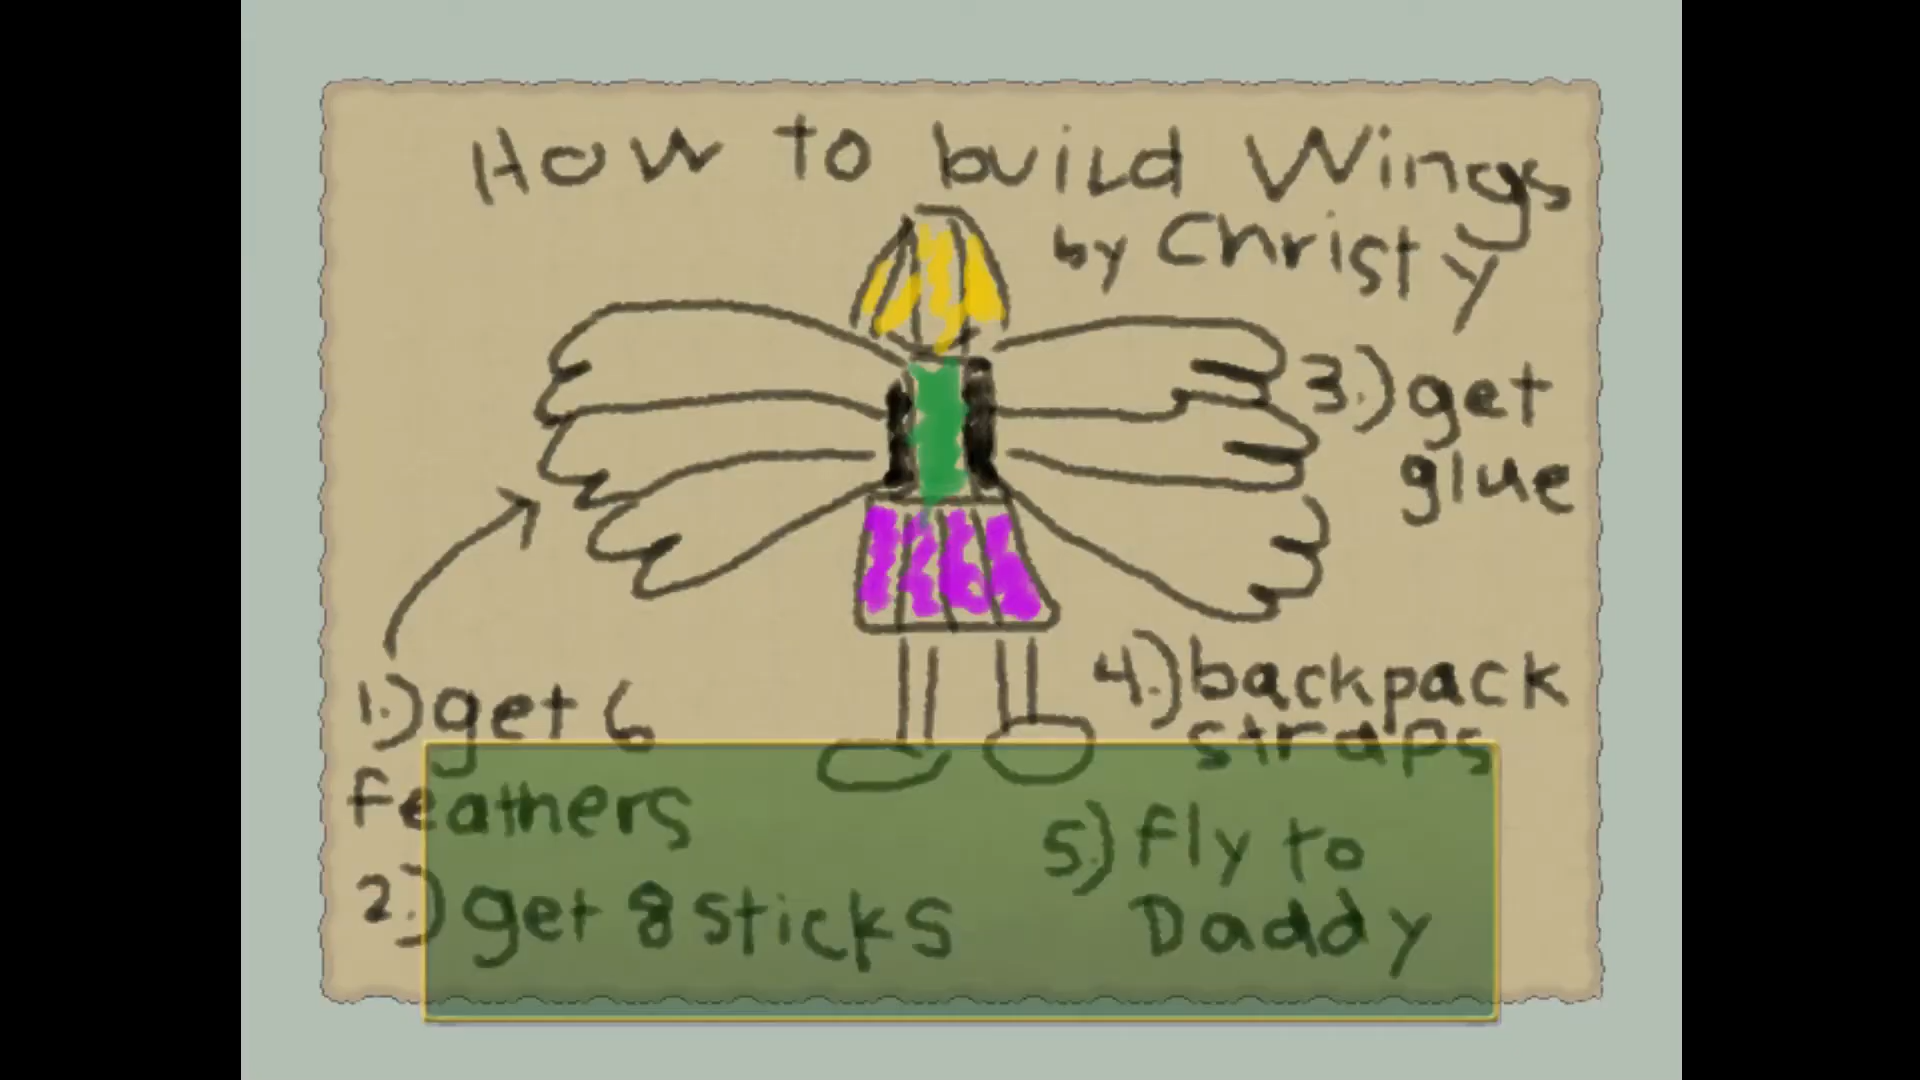 How to build Wings
by Christy
1.) get 6
feathers
2.) get 8 sticks
3.) get
glue
4.) backpack
straps
5.) fly to
Daddy